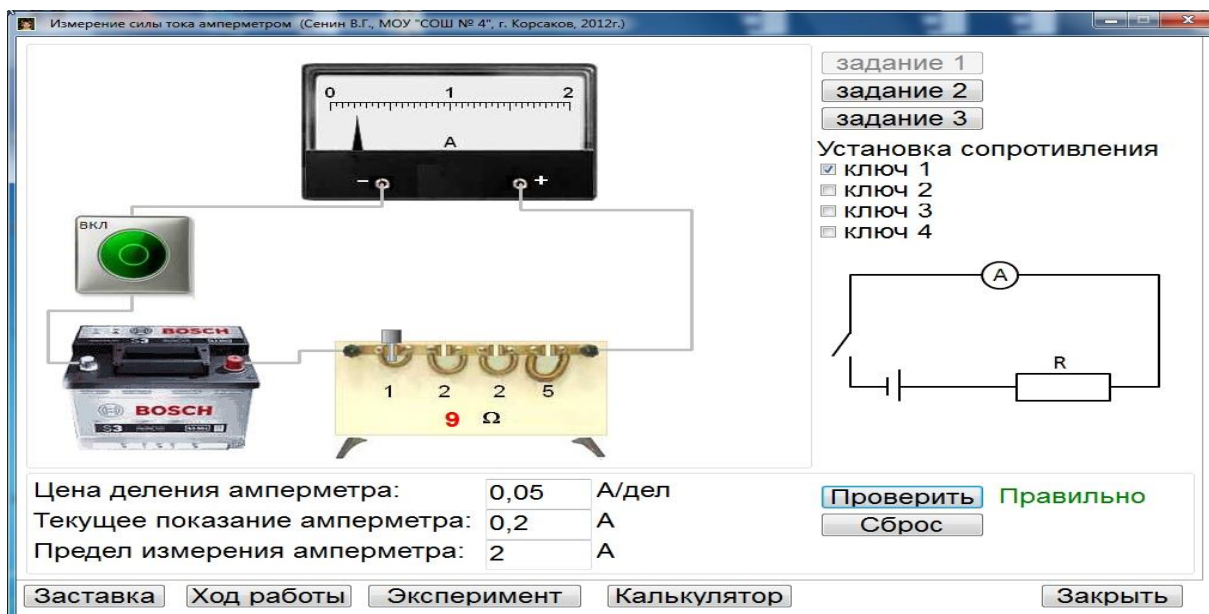 Измерение силы тока амперметром (Сенин В.Г., МОУ "СОШ № 4", г. Корсаков, 2012г.)
0 1 2
А
− +
ВКЛ
BOSCH
S3
BOSCH
S3
1 2 2 5
9 Ω
задание 1
задание 2
задание 3
Установка сопротивления
ключ 1
ключ 2
ключ 3
ключ 4
А
R
Цена деления амперметра: 0,05 А/дел
Текущее показание амперметра: 0,2 А
Предел измерения амперметра: 2 А
Проверить Правильно
Сброс
Заставка Ход работы Эксперимент Калькулятор Закрыть